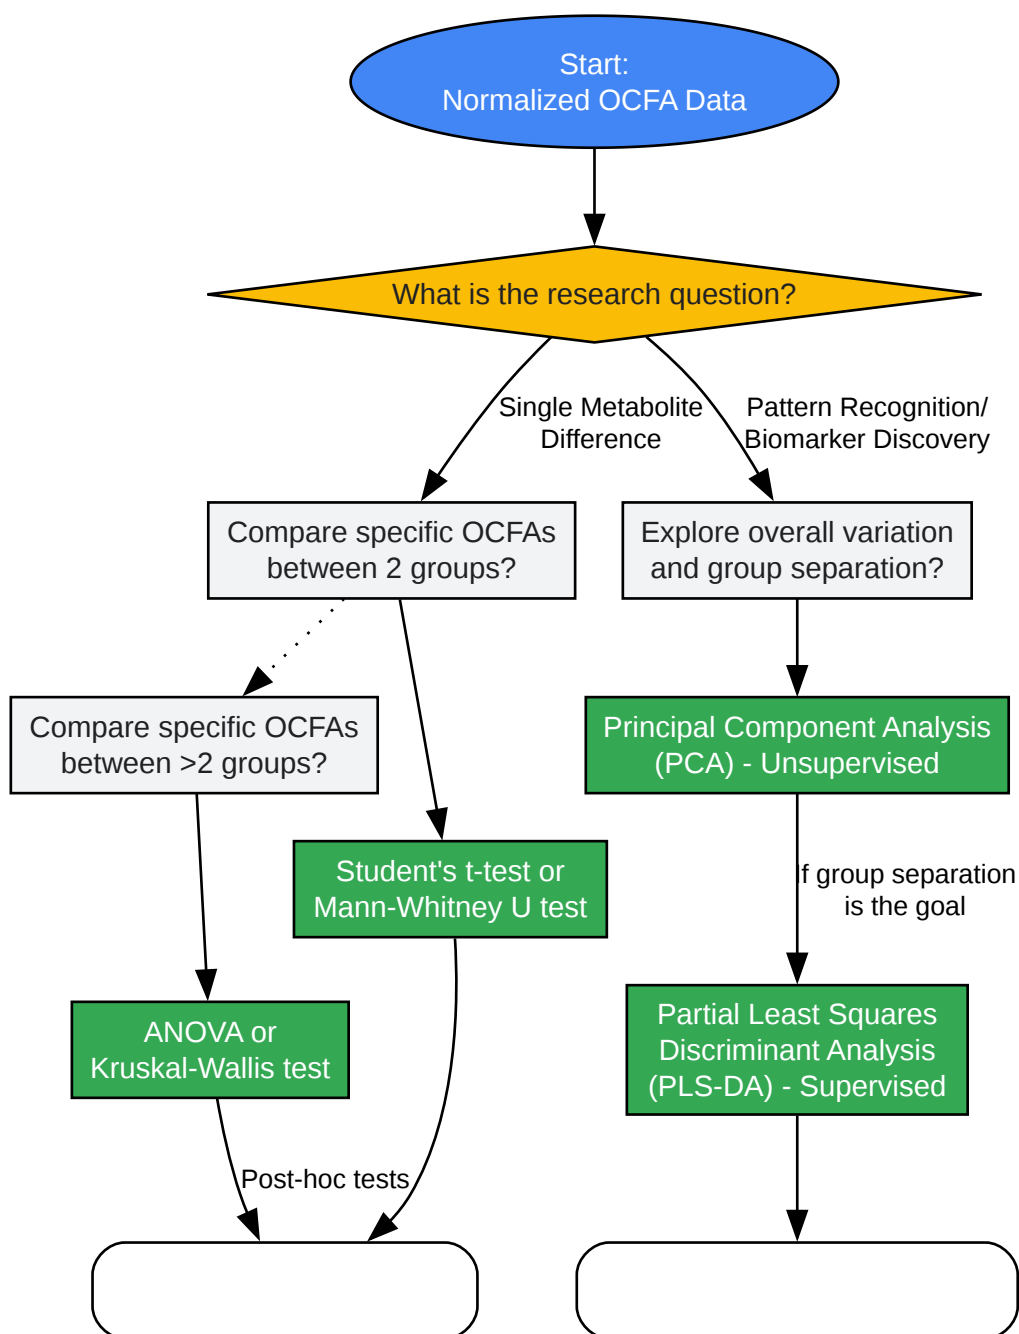 Start:
Normalized OCFA Data
What is the research question?
Single Metabolite
Difference
Pattern Recognition/
Biomarker Discovery
Compare specific OCFAs
between 2 groups?
Explore overall variation
and group separation?
Compare specific OCFAs
between >2 groups?
Principal Component Analysis
(PCA) - Unsupervised
Student's t-test or
Mann-Whitney U test
If group separation
is the goal
ANOVA or
Kruskal-Wallis test
Partial Least Squares
Discriminant Analysis
(PLS-DA) - Supervised
Post-hoc tests